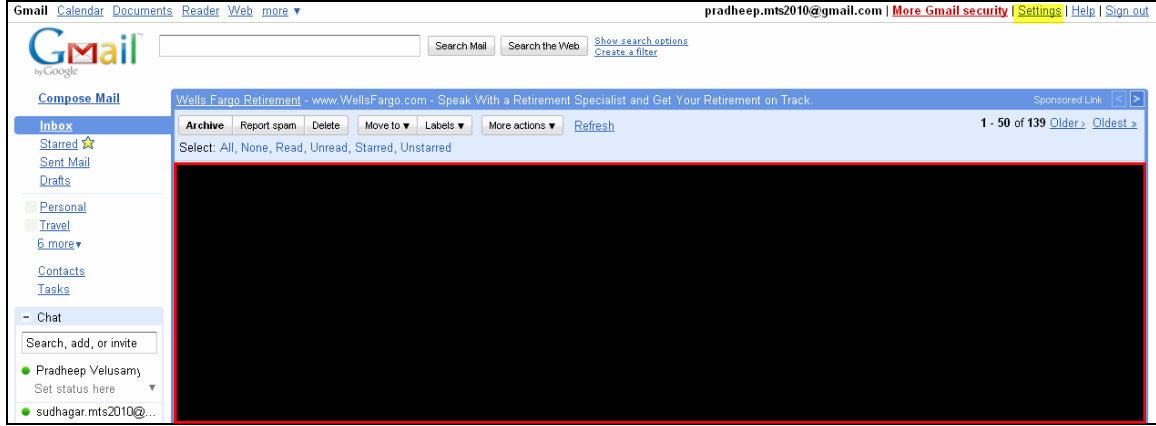 Gmail Calendar Documents Reader Web more ▼ pradheep.mts2010@gmail.com | More Gmail security | Settings | Help | Sign out
Gmail™
by Google
Search Mail Search the Web Show search options
Create a filter
Compose Mail
Wells Fargo Retirement - www.WellsFargo.com - Speak With a Retirement Specialist and Get Your Retirement on Track. Sponsored Link < >
Inbox
Archive Report spam Delete Move to ▼ Labels ▼ More actions ▼ Refresh 1 - 50 of 139 Older › Oldest »
Starred
Select: All, None, Read, Unread, Starred, Unstarred
Sent Mail
Drafts
Personal
Travel
6 more ▼
Contacts
Tasks
− Chat
Search, add, or invite
Pradheep Velusamy
Set status here ▼
sudhagar.mts2010@...